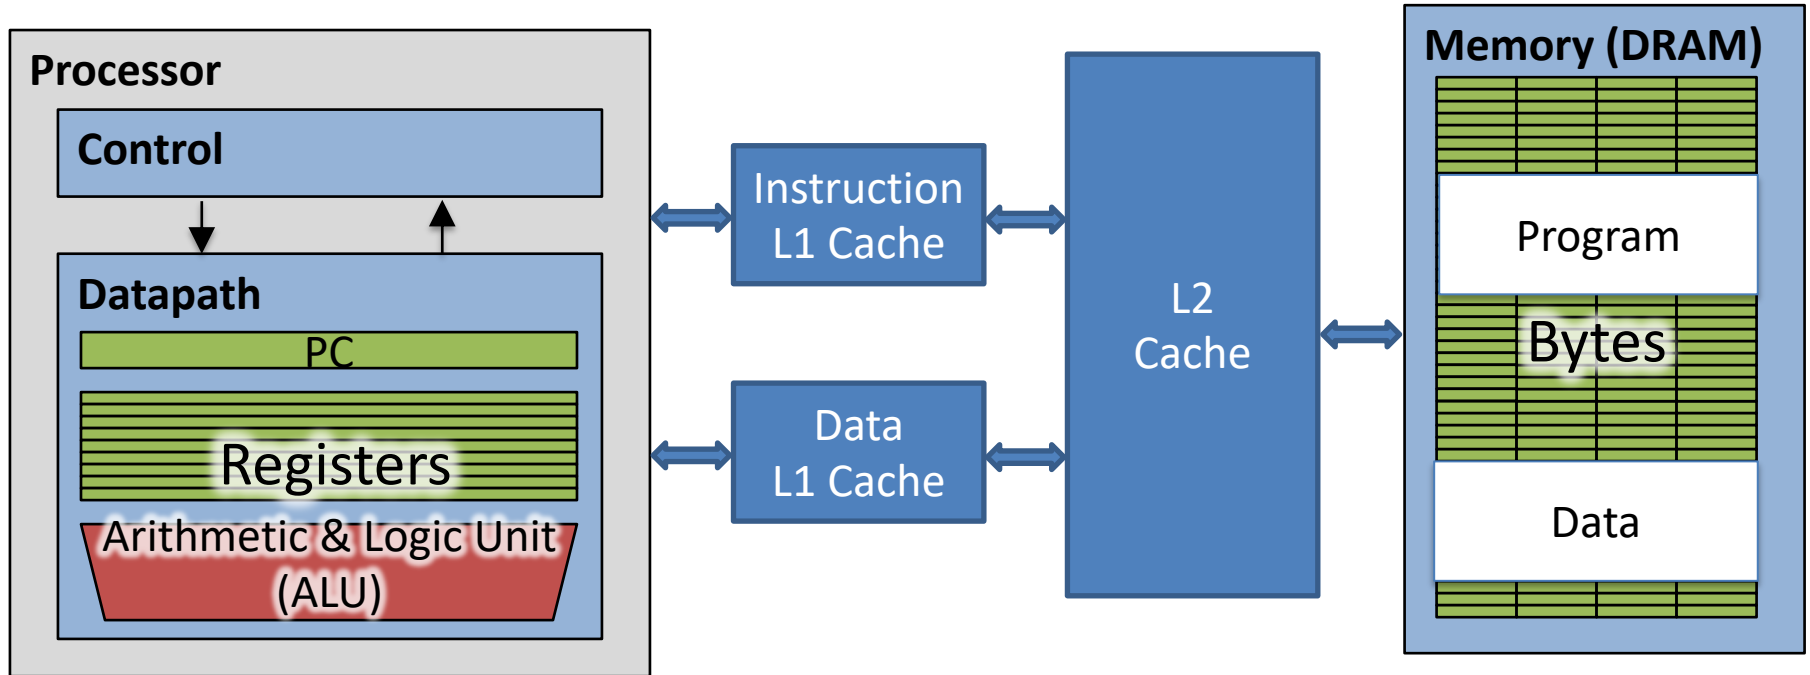 Processor
Control
Datapath
PC
Registers
Arithmetic & Logic Unit
(ALU)
Instruction
L1 Cache
Data
L1 Cache
L2
Cache
Memory (DRAM)
Program
Bytes
Data